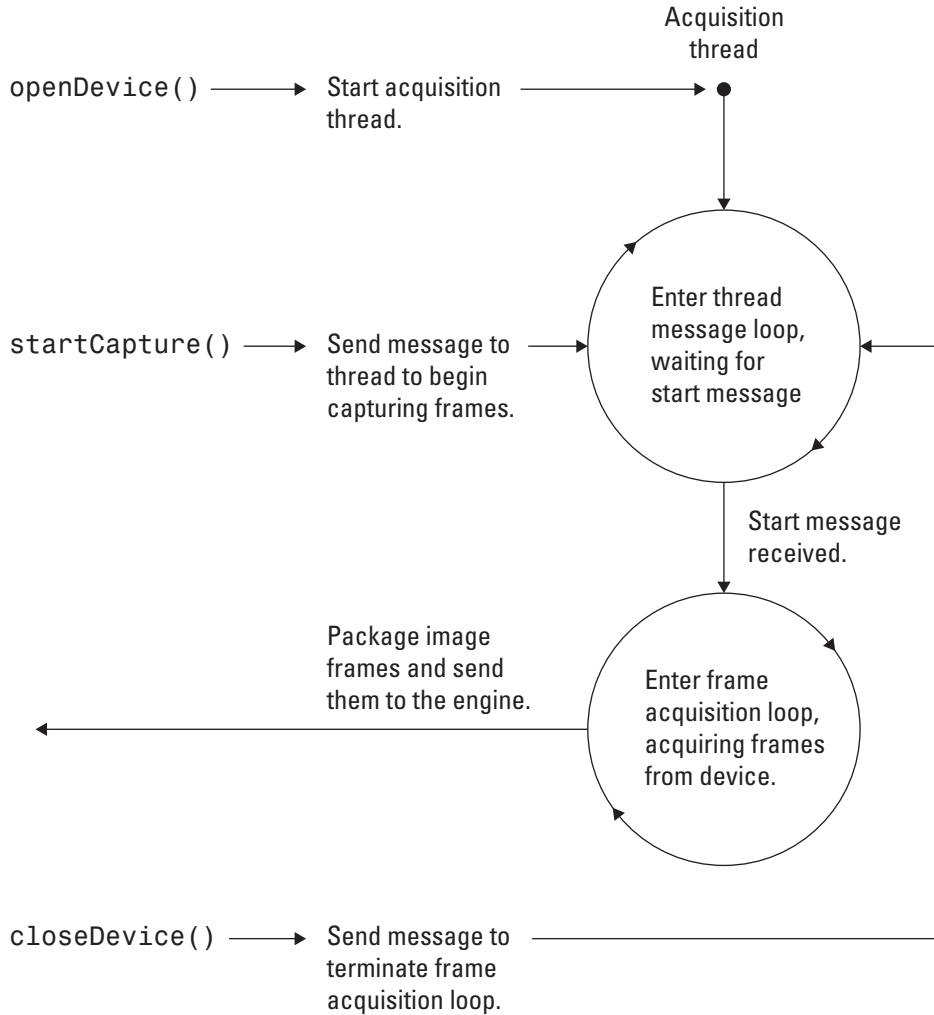 Acquisition
thread
openDevice()
Start acquisition
thread.
startCapture()
Send message to
thread to begin
capturing frames.
Enter thread
message loop,
waiting for
start message
Start message
received.
Package image
frames and send
them to the engine.
Enter frame
acquisition loop,
acquiring frames
from device.
closeDevice()
Send message to
terminate frame
acquisition loop.